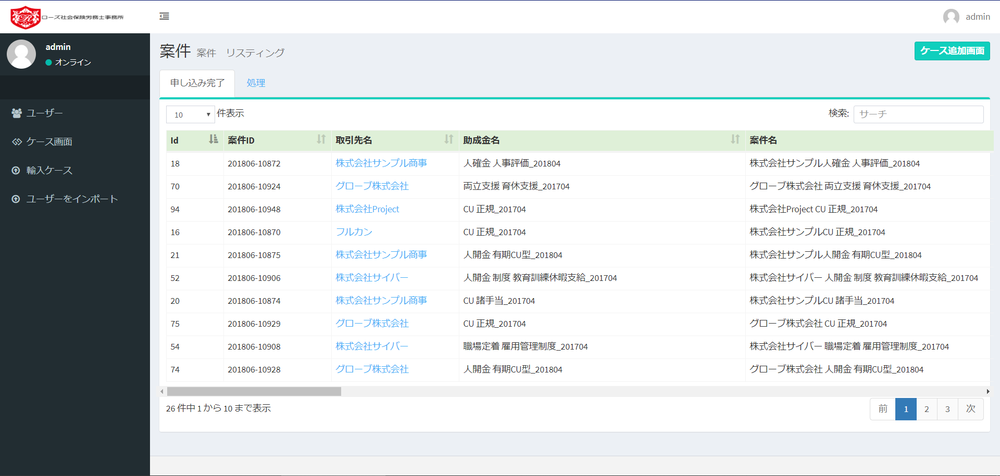 ローズ社会保険労務士事務所
admin
admin
オンライン
ユーザー
ケース画面
輸入ケース
ユーザーをインポート
案件 案件 リスティング
ケース追加画面
申し込み完了 処理
10 件表示
検索: サーチ
Id 案件ID 取引先名 助成金名 案件名
18 201806-10872 株式会社サンプル商事 人確金 人事評価_201804 株式会社サンプル人確金 人事評価_201804
70 201806-10924 グローブ株式会社 両立支援 育休支援_201704 グローブ株式会社 両立支援 育休支援_201704
94 201806-10948 株式会社Project CU 正規_201704 株式会社Project CU 正規_201704
16 201806-10870 フルカン CU 正規_201704 株式会社サンプルCU 正規_201704
21 201806-10875 株式会社サンプル商事 人開金 有期CU型_201804 株式会社サンプル人開金 有期CU型_201804
52 201806-10906 株式会社サイバー 人開金 制度 教育訓練休暇支給_201704 株式会社サイバー 人開金 制度 教育訓練休暇支給_201704
20 201806-10874 株式会社サンプル商事 CU 諸手当_201704 株式会社サンプルCU 諸手当_201704
75 201806-10929 グローブ株式会社 CU 正規_201704 グローブ株式会社 CU 正規_201704
54 201806-10908 株式会社サイバー 職場定着 雇用管理制度_201704 株式会社サイバー 職場定着 雇用管理制度_201704
74 201806-10928 グローブ株式会社 人開金 有期CU型_201804 グローブ株式会社 人開金 有期CU型_201804
26 件中 1 から 10 まで表示
前 1 2 3 次